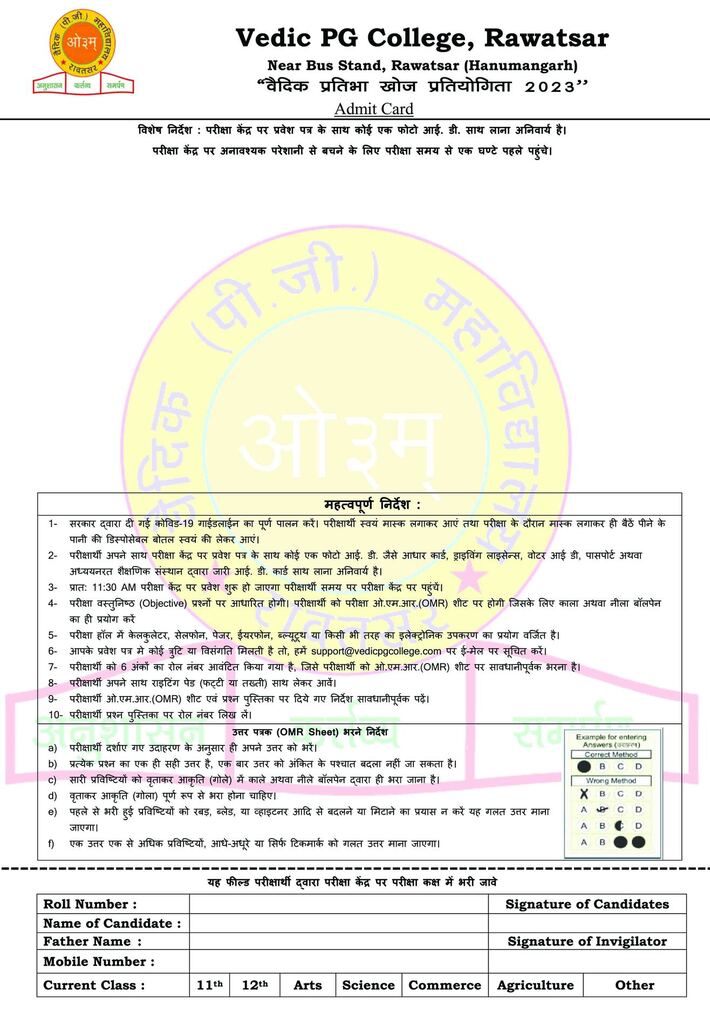 वैदिक (पी.जी.) महाविद्यालय
ओ३म्
रावतसर
अनुशासन कर्त्तव्य समर्पण
Vedic PG College, Rawatsar
Near Bus Stand, Rawatsar (Hanumangarh)
“वैदिक प्रतिभा खोज प्रतियोगिता 2023”
Admit Card
विशेष निर्देश : परीक्षा केंद्र पर प्रवेश पत्र के साथ कोई एक फोटो आई. डी. साथ लाना अनिवार्य है।
परीक्षा केंद्र पर अनावश्यक परेशानी से बचने के लिए परीक्षा समय से एक घण्टे पहले पहुंचे।
वैदिक (पी.जी.) महाविद्यालय
ओ३म्
रावतसर
अनुशासन कर्त्तव्य समर्पण
महत्वपूर्ण निर्देश :
1- सरकार द्वारा दी गई कोविड-19 गाईडलाईन का पूर्ण पालन करें। परीक्षार्थी स्वयं मास्क लगाकर आएं तथा परीक्षा के दौरान मास्क लगाकर ही बैठें पीने के
पानी की डिस्पोसेबल बोतल स्वयं की लेकर आएं।
2- परीक्षार्थी अपने साथ परीक्षा केंद्र पर प्रवेश पत्र के साथ कोई एक फोटो आई. डी. जैसे आधार कार्ड, ड्राइविंग लाइसेन्स, वोटर आई डी, पासपोर्ट अथवा
अध्ययनरत शैक्षणिक संस्थान द्वारा जारी आई. डी. कार्ड साथ लाना अनिवार्य है।
3- प्रात: 11:30 AM परीक्षा केंद्र पर प्रवेश शुरू हो जाएगा परीक्षार्थी समय पर परीक्षा केंद्र पर पहुंचें।
4- परीक्षा वस्तुनिष्ठ (Objective) प्रश्नों पर आधारित होगी। परीक्षार्थी को परीक्षा ओ.एम.आर.(OMR) शीट पर होगी जिसके लिए काला अथवा नीला बॉलपेन
का ही प्रयोग करें
5- परीक्षा हॉल में केलकुलेटर, सेलफोन, पेजर, ईयरफोन, ब्ल्यूटूथ या किसी भी तरह का इलेक्ट्रोनिक उपकरण का प्रयोग वर्जित है।
6- आपके प्रवेश पत्र मे कोई त्रुटि या विसंगति मिलती है तो, हमें support@vedicpgcollege.com पर ई-मेल पर सूचित करें।
7- परीक्षार्थी को 6 अंकों का रोल नंबर आवंटित किया गया है, जिसे परीक्षार्थी को ओ.एम.आर.(OMR) शीट पर सावधानीपूर्वक भरना है।
8- परीक्षार्थी अपने साथ राइटिंग पेड (फट्टी या तख्ती) साथ लेकर आवें।
9- परीक्षार्थी ओ.एम.आर.(OMR) शीट एवं प्रश्न पुस्तिका पर दिये गए निर्देश सावधानीपूर्वक पढ़ें।
10- परीक्षार्थी प्रश्न पुस्तिका पर रोल नंबर लिख लें।
उत्तर पत्रक (OMR Sheet) भरने निर्देश
a) परीक्षार्थी दर्शाए गए उदाहरण के अनुसार ही अपने उत्तर को भरें।
b) प्रत्येक प्रश्न का एक ही सही उत्तर है, एक बार उत्तर को अंकित के पश्चात बदला नहीं जा सकता है।
c) सारी प्रविष्टियों को वृताकार आकृति (गोले) में काले अथवा नीले बॉलपेन द्वारा ही भरा जाना है।
d) वृताकार आकृति (गोला) पूर्ण रूप से भरा होना चाहिए।
e) पहले से भरी हुई प्रविष्टियों को रबड़, ब्लेड, या व्हाइटनर आदि से बदलने या मिटाने का प्रयास न करें यह गलत उत्तर माना
जाएगा।
f) एक उत्तर एक से अधिक प्रविष्टियों, आधे-अधूरे या सिर्फ टिकमार्क को गलत उत्तर माना जाएगा।
Example for entering
Answers (उदाहरण)
Correct Method
B C D
Wrong Method
B C D
A C D
A B D
A B
यह फील्ड परीक्षार्थी द्वारा परीक्षा केंद्र पर परीक्षा कक्ष में भरी जावे
Roll Number : Signature of Candidates
Name of Candidate :
Father Name : Signature of Invigilator
Mobile Number :
Current Class : 11th 12th Arts Science Commerce Agriculture Other